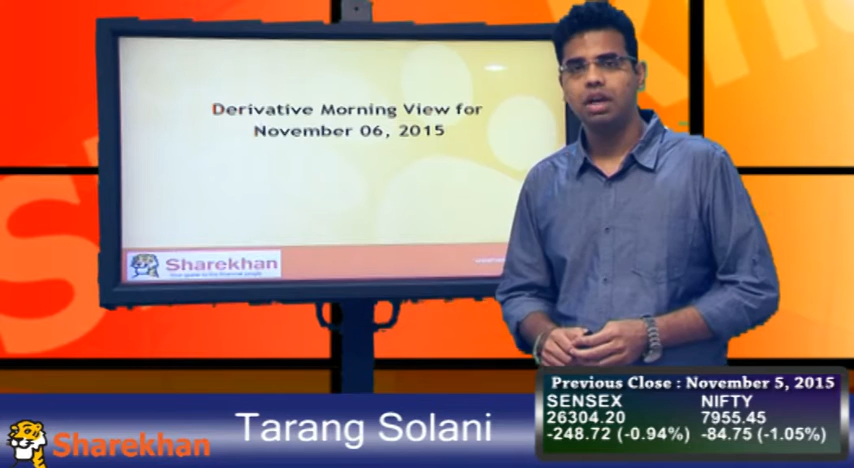 Derivative Morning View for
November 06, 2015
Sharekhan
Previous Close : November 5, 2015
SENSEX NIFTY
26304.20 7955.45
-248.72 (-0.94%) -84.75 (-1.05%)
Tarang Solani
Sharekhan